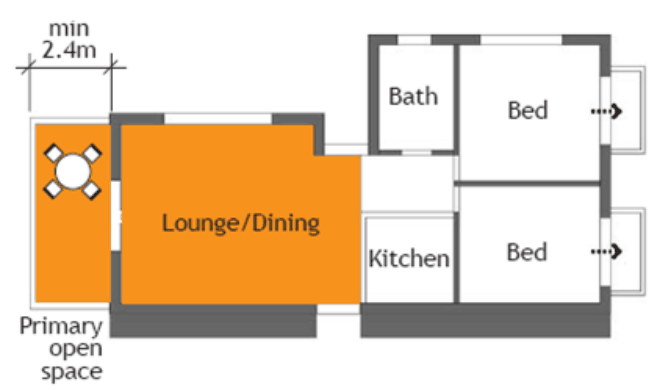 min
2.4m
Bath
Bed
Lounge/Dining
Kitchen
Bed
Primary
open
space